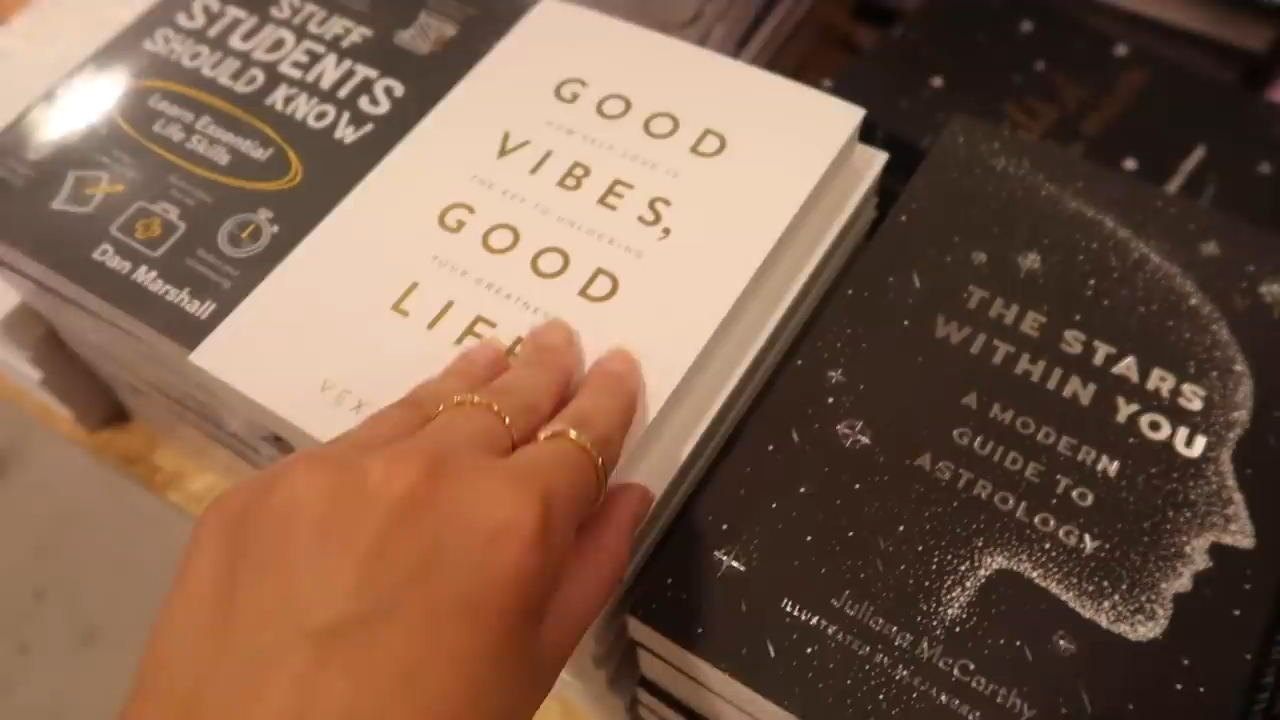 STUFF
STUDENTS
SHOULD KNOW
Learn Essential
Life Skills
Dan Marshall
GOOD
HOW SELF-LOVE IS
VIBES,
THE KEY TO UNLOCKING
GOOD
YOUR GREATNESS
LIFE
VEX
THE STARS
WITHIN YOU
A MODERN
GUIDE TO
ASTROLOGY
Juliana McCarthy
ILLUSTRATED BY